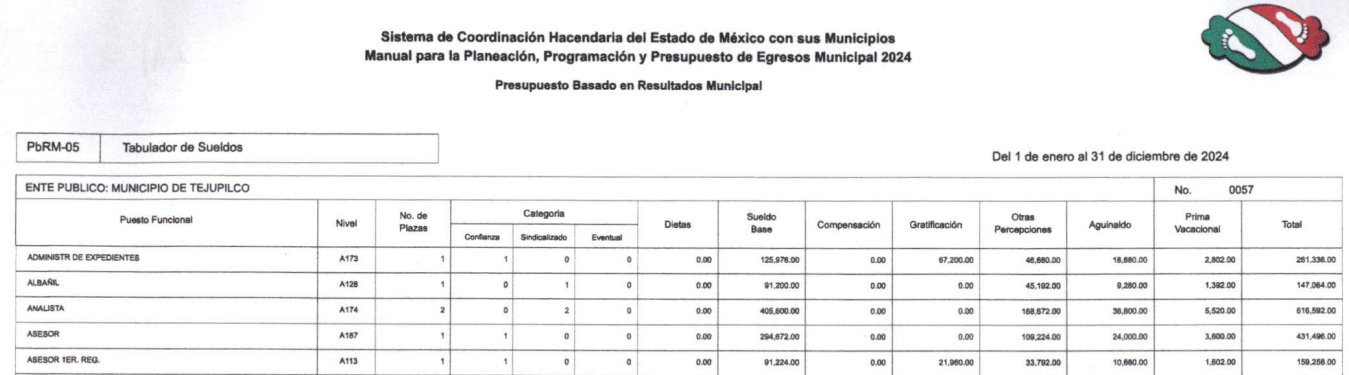 Sistema de Coordinación Hacendaria del Estado de México con sus Municipios
Manual para la Planeación, Programación y Presupuesto de Egresos Municipal 2024
Presupuesto Basado en Resultados Municipal
PbRM-05 Tabulador de Sueldos
Del 1 de enero al 31 de diciembre de 2024
ENTE PUBLICO: MUNICIPIO DE TEJUPILCO No. 0057
Puesto Funcional Nivel No. de Plazas Categoria Dietas Sueldo Base Compensación Gratificación Otras Percepciones Aguinaldo Prima Vacacional Total
Confianza Sindicalizado Eventual
ADMINISTR DE EXPEDIENTES A173 1 1 0 0 0.00 125,976.00 0.00 67,200.00 46,680.00 18,680.00 2,802.00 261,336.00
ALBAÑIL A128 1 0 1 0 0.00 91,200.00 0.00 0.00 45,192.00 9,280.00 1,392.00 147,064.00
ANALISTA A174 2 0 2 0 0.00 405,600.00 0.00 0.00 168,672.00 36,800.00 5,520.00 616,592.00
ASESOR A187 1 1 0 0 0.00 294,672.00 0.00 0.00 109,224.00 24,000.00 3,600.00 431,496.00
ASESOR 1ER. REG. A113 1 1 0 0 0.00 91,224.00 0.00 21,960.00 33,792.00 10,680.00 1,602.00 159,258.00